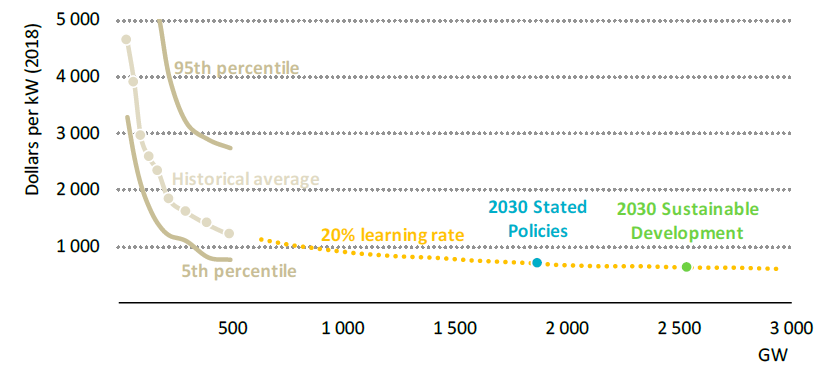 Dollars per kW (2018)
5 000
4 000
3 000
2 000
1 000
95th percentile
Historical average
5th percentile
20% learning rate
2030 Stated
Policies
2030 Sustainable
Development
500
1 000
1 500
2 000
2 500
3 000
GW